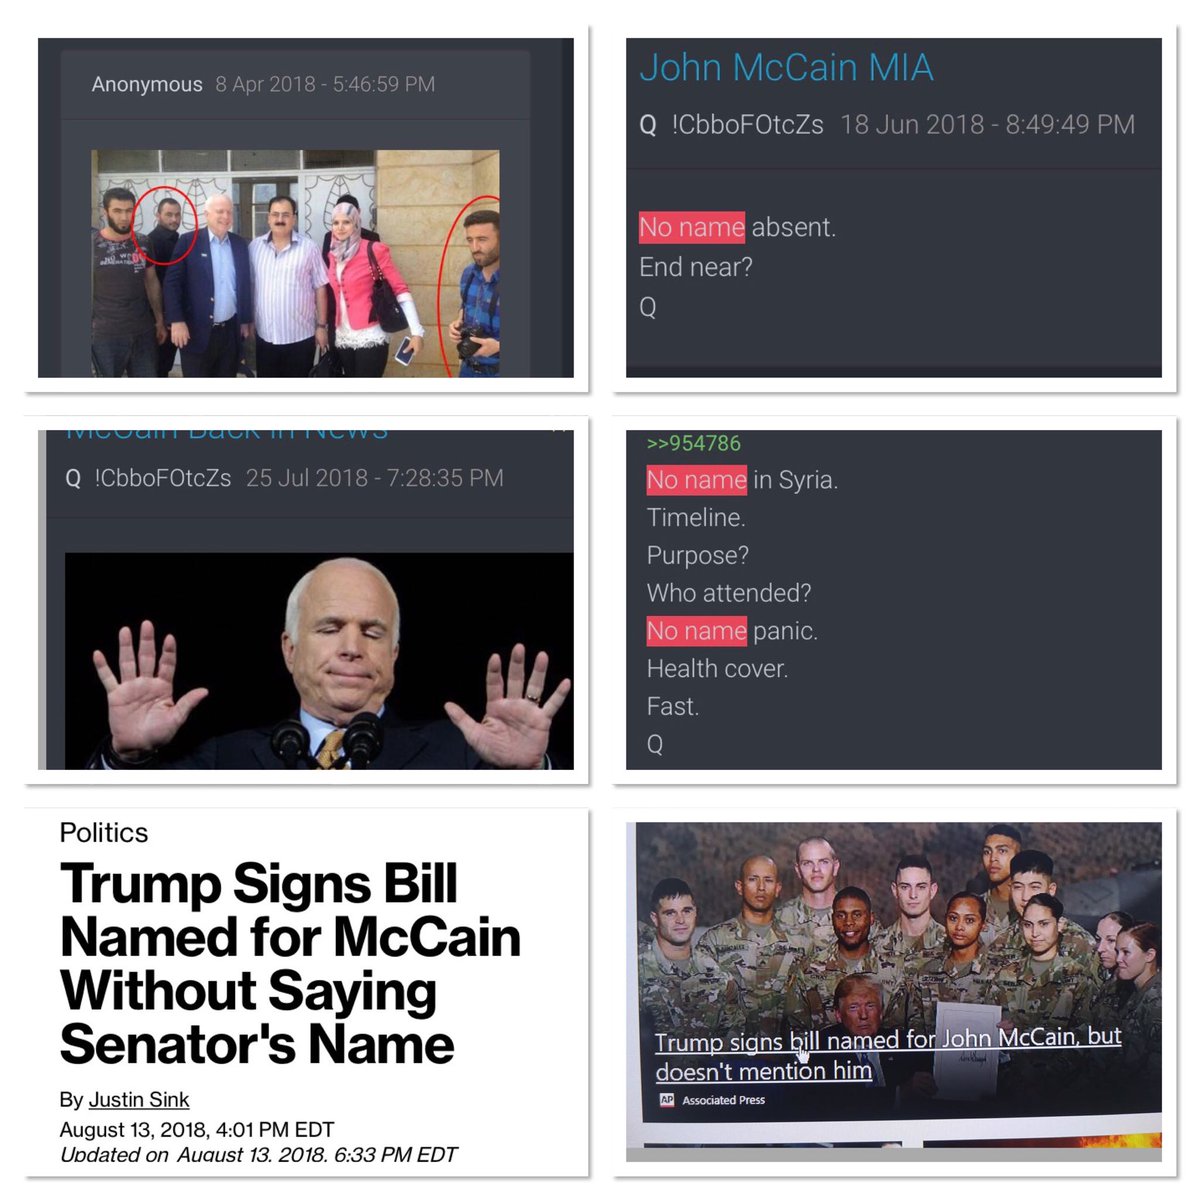 Anonymous 8 Apr 2018 - 5:46:59 PM
John McCain MIA
Q !CbboFOtcZs 18 Jun 2018 - 8:49:49 PM
No name absent.
End near?
Q
McCain Back in News
Q !CbboFOtcZs 25 Jul 2018 - 7:28:35 PM
>>954786
No name in Syria.
Timeline.
Purpose?
Who attended?
No name panic.
Health cover.
Fast.
Q
Politics
Trump Signs Bill
Named for McCain
Without Saying
Senator's Name
By Justin Sink
August 13, 2018, 4:01 PM EDT
Updated on August 13, 2018, 6:33 PM EDT
Trump signs bill named for John McCain, but
doesn't mention him
AP Associated Press